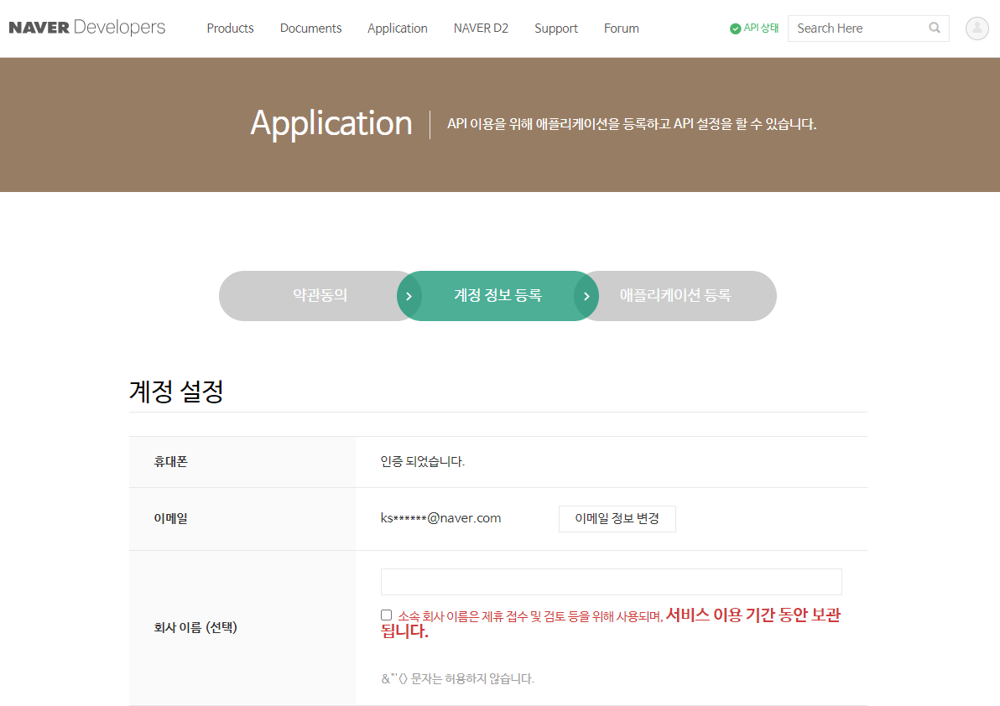 NAVER Developers Products Documents Application NAVER D2 Support Forum API 상태 Search Here
Application API 이용을 위해 애플리케이션을 등록하고 API 설정을 할 수 있습니다.
약관동의 계정 정보 등록 애플리케이션 등록
계정 설정
휴대폰 인증 되었습니다.
이메일 ks******@naver.com 이메일 정보 변경
회사 이름 (선택)
소속 회사 이름은 제휴 접수 및 검토 등을 위해 사용되며, 서비스 이용 기간 동안 보관
됩니다.
&"'<> 문자는 허용하지 않습니다.